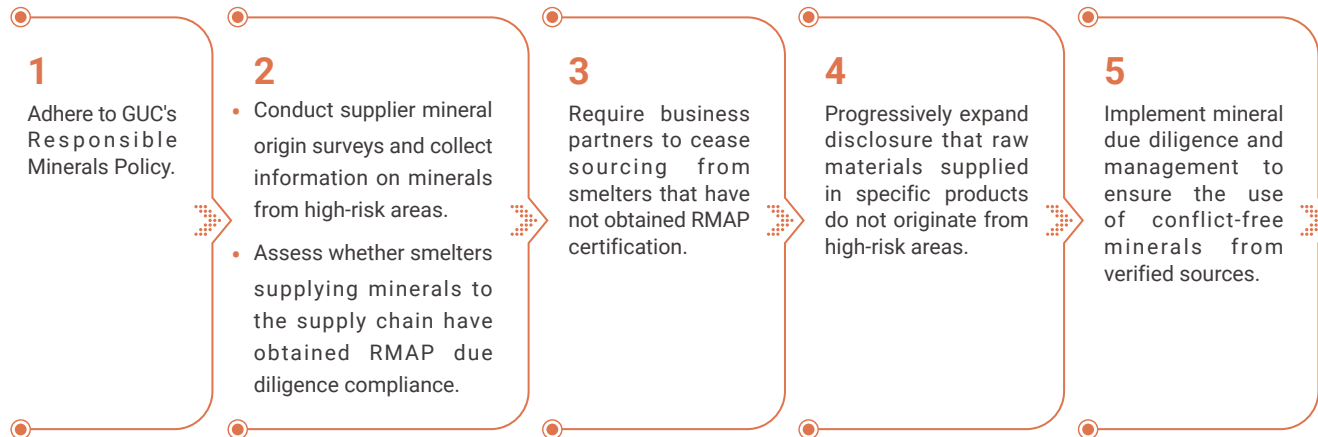 1
Adhere to GUC's
Responsible
Minerals Policy.
2
• Conduct supplier mineral
origin surveys and collect
information on minerals
from high-risk areas.
• Assess whether smelters
supplying minerals to
the supply chain have
obtained RMAP due
diligence compliance.
3
Require business
partners to cease
sourcing from
smelters that have
not obtained RMAP
certification.
4
Progressively expand
disclosure that raw
materials supplied
in specific products
do not originate from
high-risk areas.
5
Implement mineral
due diligence and
management to
ensure the use
of conflict-free
minerals from
verified sources.